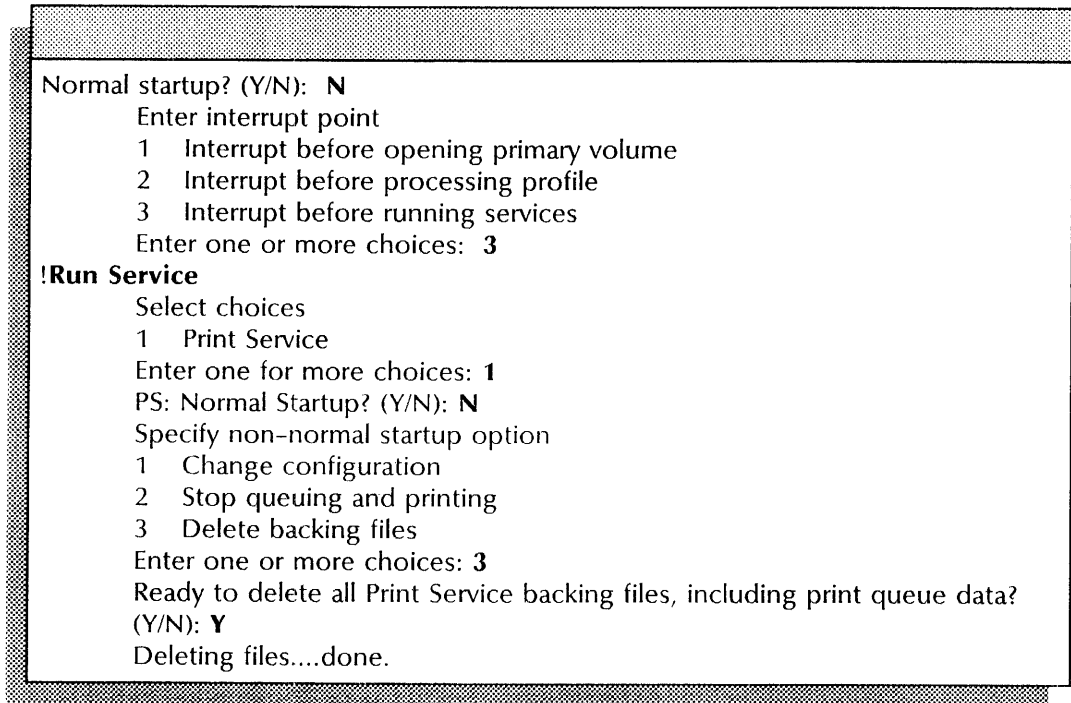 Normal startup? (Y/N): N
Enter interrupt point
1 Interrupt before opening primary volume
2 Interrupt before processing profile
3 Interrupt before running services
Enter one or more choices: 3
!Run Service
Select choices
1 Print Service
Enter one for more choices: 1
PS: Normal Startup? (Y/N): N
Specify non-normal startup option
1 Change configuration
2 Stop queuing and printing
3 Delete backing files
Enter one or more choices: 3
Ready to delete all Print Service backing files, including print queue data?
(Y/N): Y
Deleting files....done.